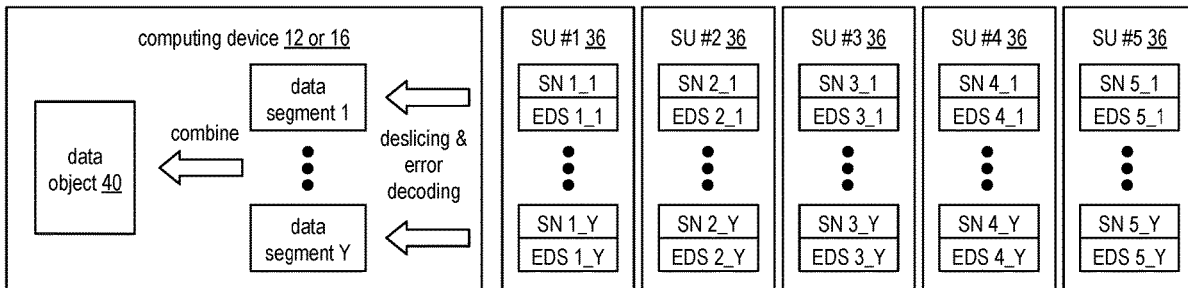 computing device 12 or 16
data
object 40
combine
data
segment 1
data
segment Y
deslicing &
error
decoding
SU #1 36
SN 1_1
EDS 1_1
SN 1_Y
EDS 1_Y
SU #2 36
SN 2_1
EDS 2_1
SN 2_Y
EDS 2_Y
SU #3 36
SN 3_1
EDS 3_1
SN 3_Y
EDS 3_Y
SU #4 36
SN 4_1
EDS 4_1
SN 4_Y
EDS 4_Y
SU #5 36
SN 5_1
EDS 5_1
SN 5_Y
EDS 5_Y